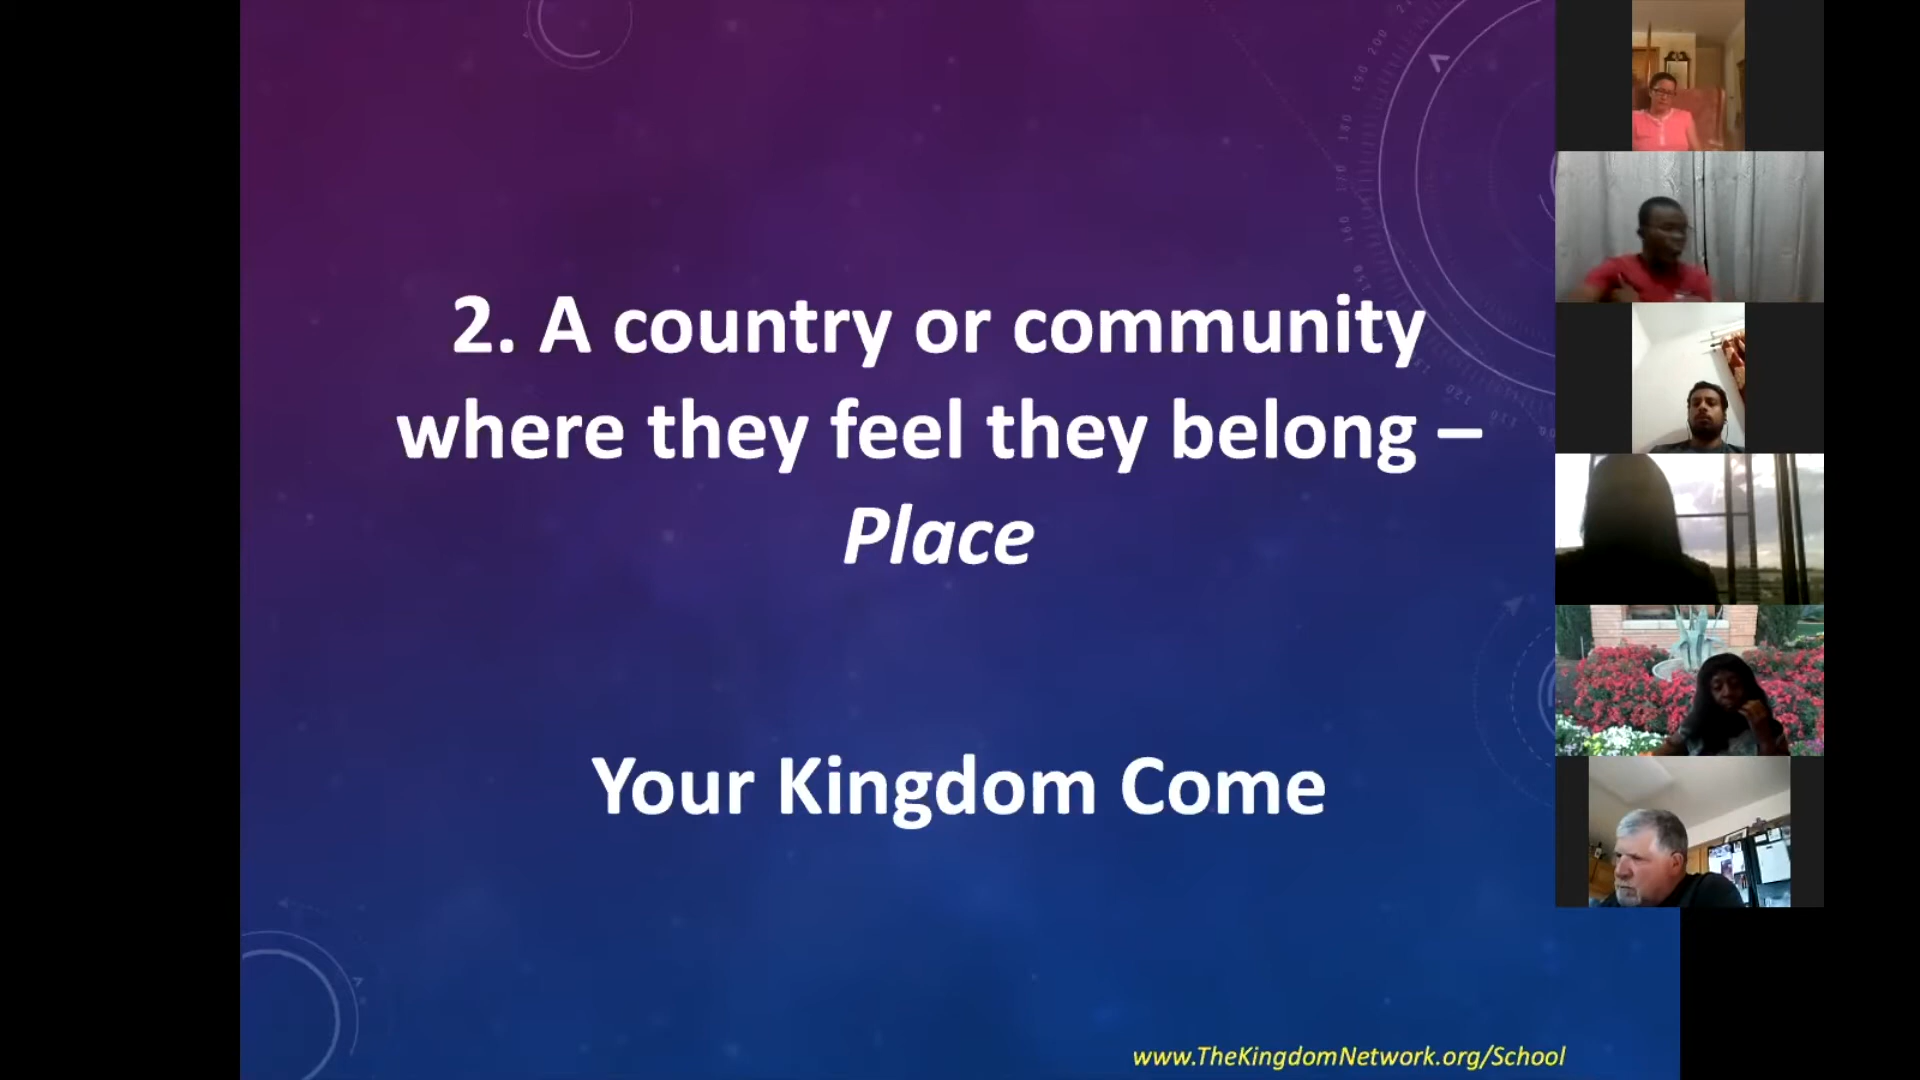 2. A country or community
where they feel they belong –
Place
Your Kingdom Come
www.TheKingdomNetwork.org/School